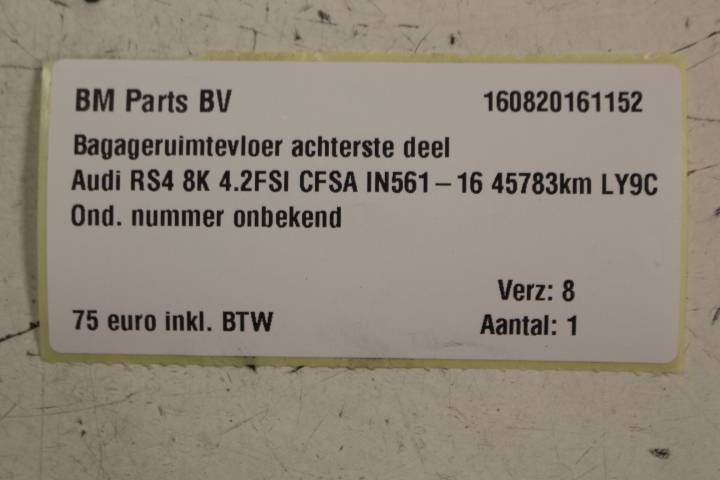 BM Parts BV 160820161152
Bagageruimtevloer achterste deel
Audi RS4 8K 4.2FSI CFSA IN561-16 45783km LY9C
Ond. nummer onbekend
Verz: 8
75 euro inkl. BTW Aantal: 1